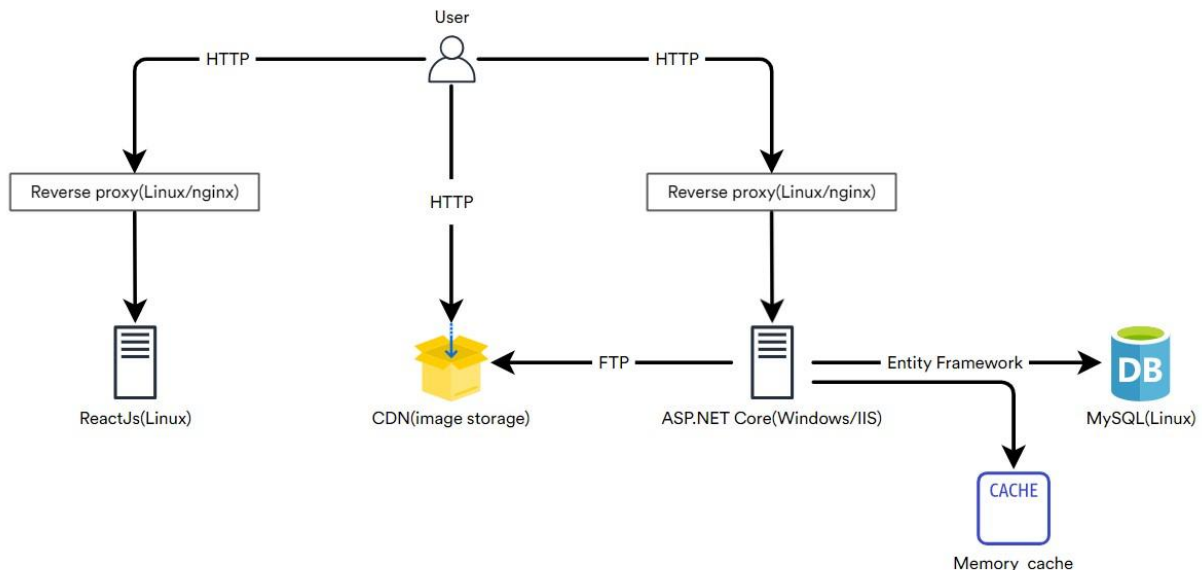 User
HTTP
HTTP
Reverse proxy(Linux/nginx)
HTTP
Reverse proxy(Linux/nginx)
FTP
Entity Framework
DB
ReactJs(Linux)
CDN(image storage)
ASP.NET Core(Windows/IIS)
MySQL(Linux)
CACHE
Memory cache